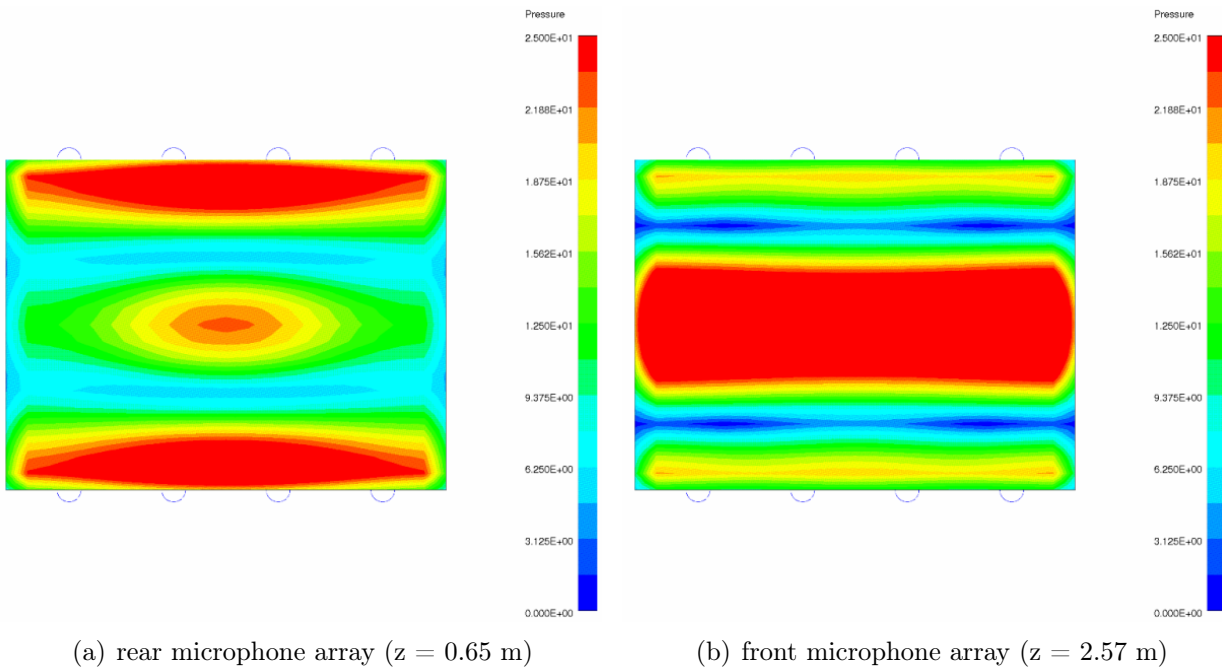 Pressure
2.500E+01
2.188E+01
1.875E+01
1.562E+01
1.250E+01
9.375E+00
6.250E+00
3.125E+00
0.000E+00
(a) rear microphone array (z = 0.65 m)
Pressure
2.500E+01
2.188E+01
1.875E+01
1.562E+01
1.250E+01
9.375E+00
6.250E+00
3.125E+00
0.000E+00
(b) front microphone array (z = 2.57 m)